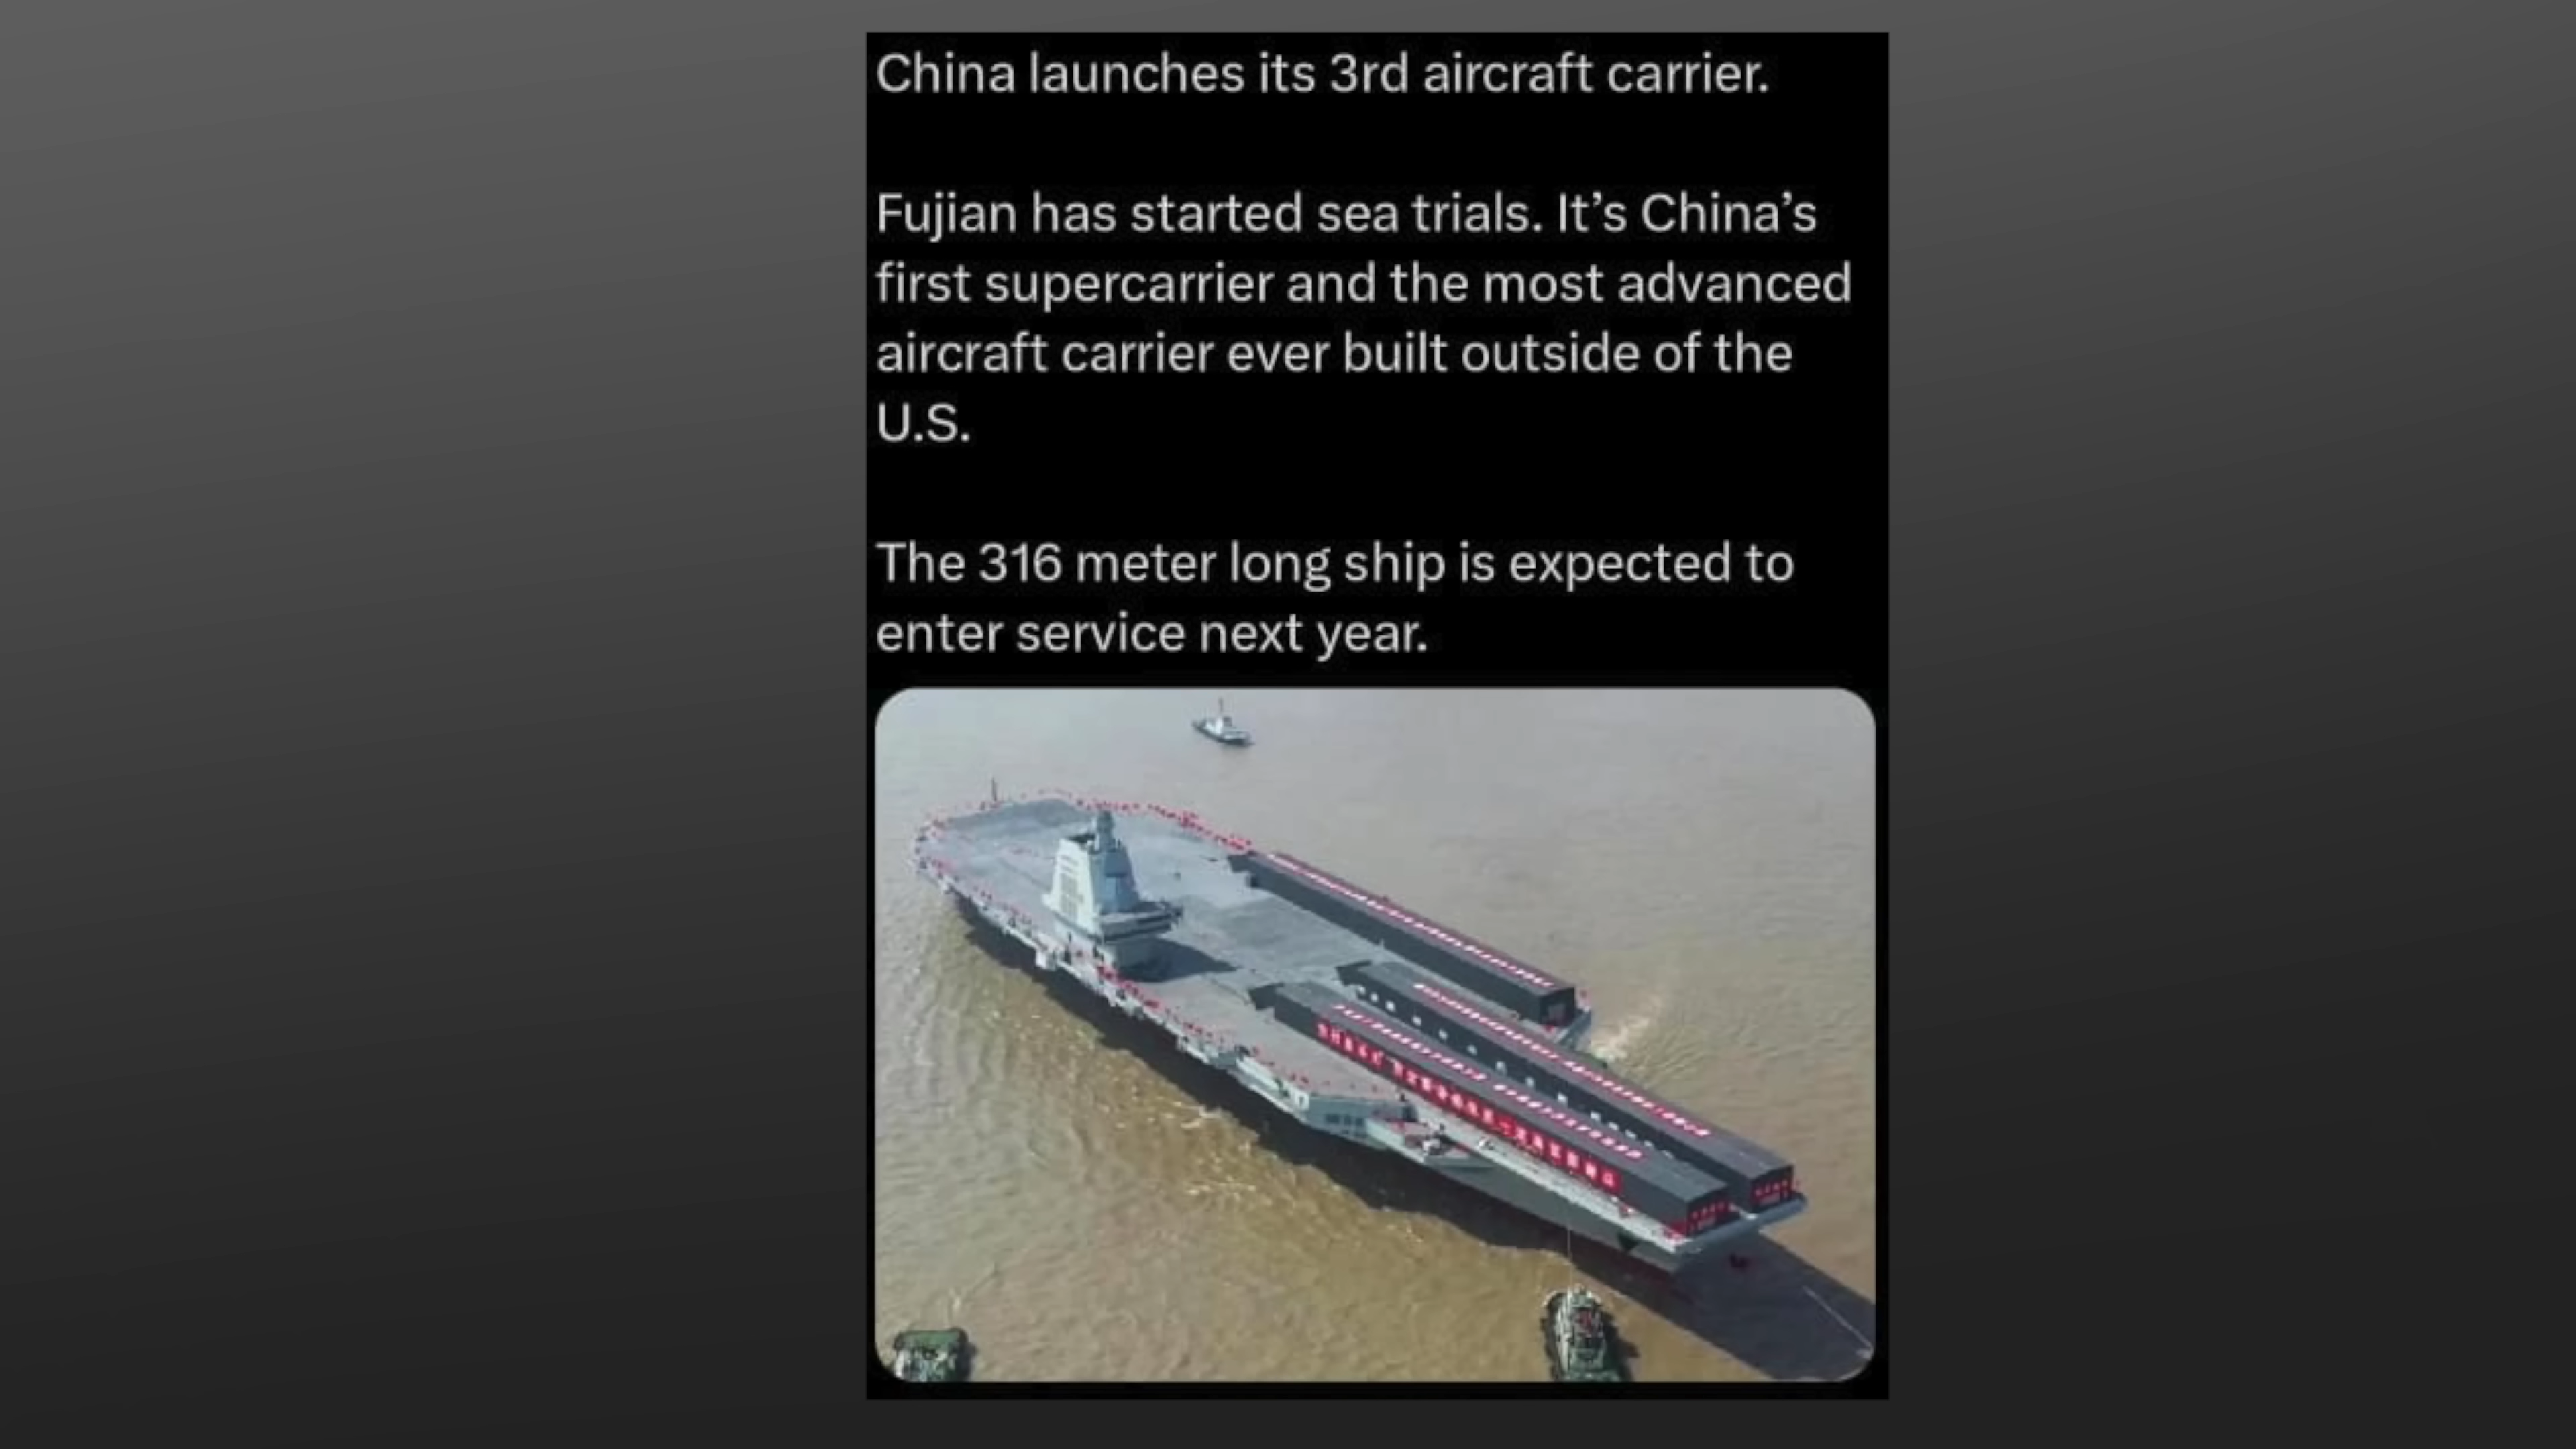 China launches its 3rd aircraft carrier.
Fujian has started sea trials. It’s China’s
first supercarrier and the most advanced
aircraft carrier ever built outside of the
U.S.
The 316 meter long ship is expected to
enter service next year.